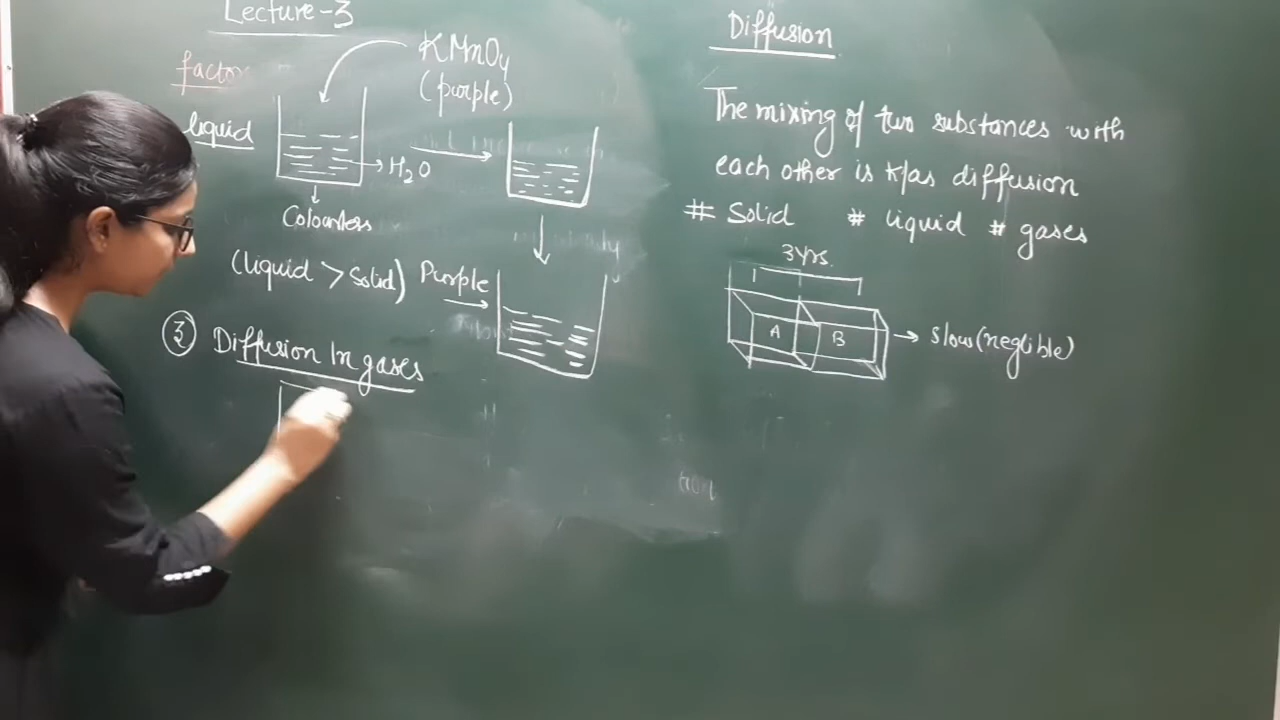 Lecture-3
factor
liquid
KMnO4
(purple)
H2O
Colourless
(liquid > Solid)
Purple
③ Diffusion In gases
Diffusion
The mixing of two substances with
each other is k/as diffusion
# Solid # liquid # gases
3yrs.
A B
slow(neglible)